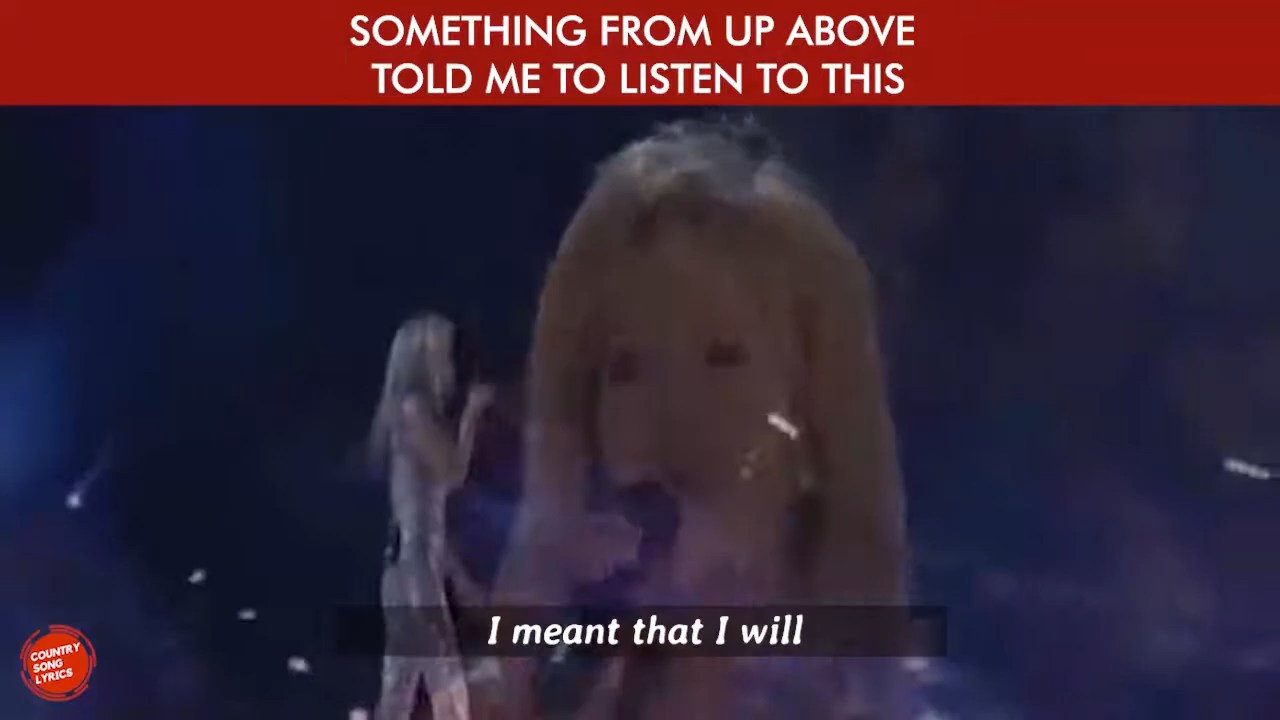 SOMETHING FROM UP ABOVE
TOLD ME TO LISTEN TO THIS
I meant that I will
COUNTRY
SONG
LYRICS